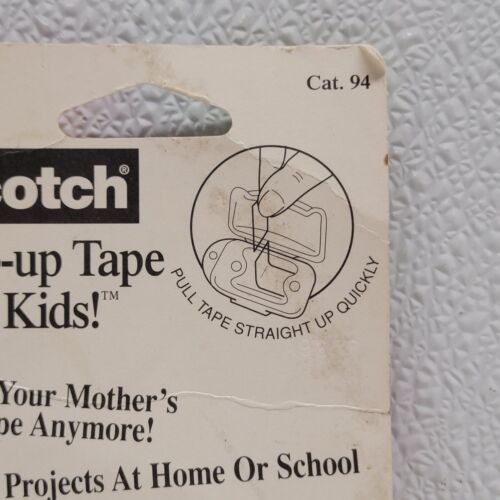 Cat. 94
cotch®
-up Tape
Kids!™
PULL TAPE STRAIGHT UP QUICKLY
Your Mother's
pe Anymore!
Projects At Home Or School